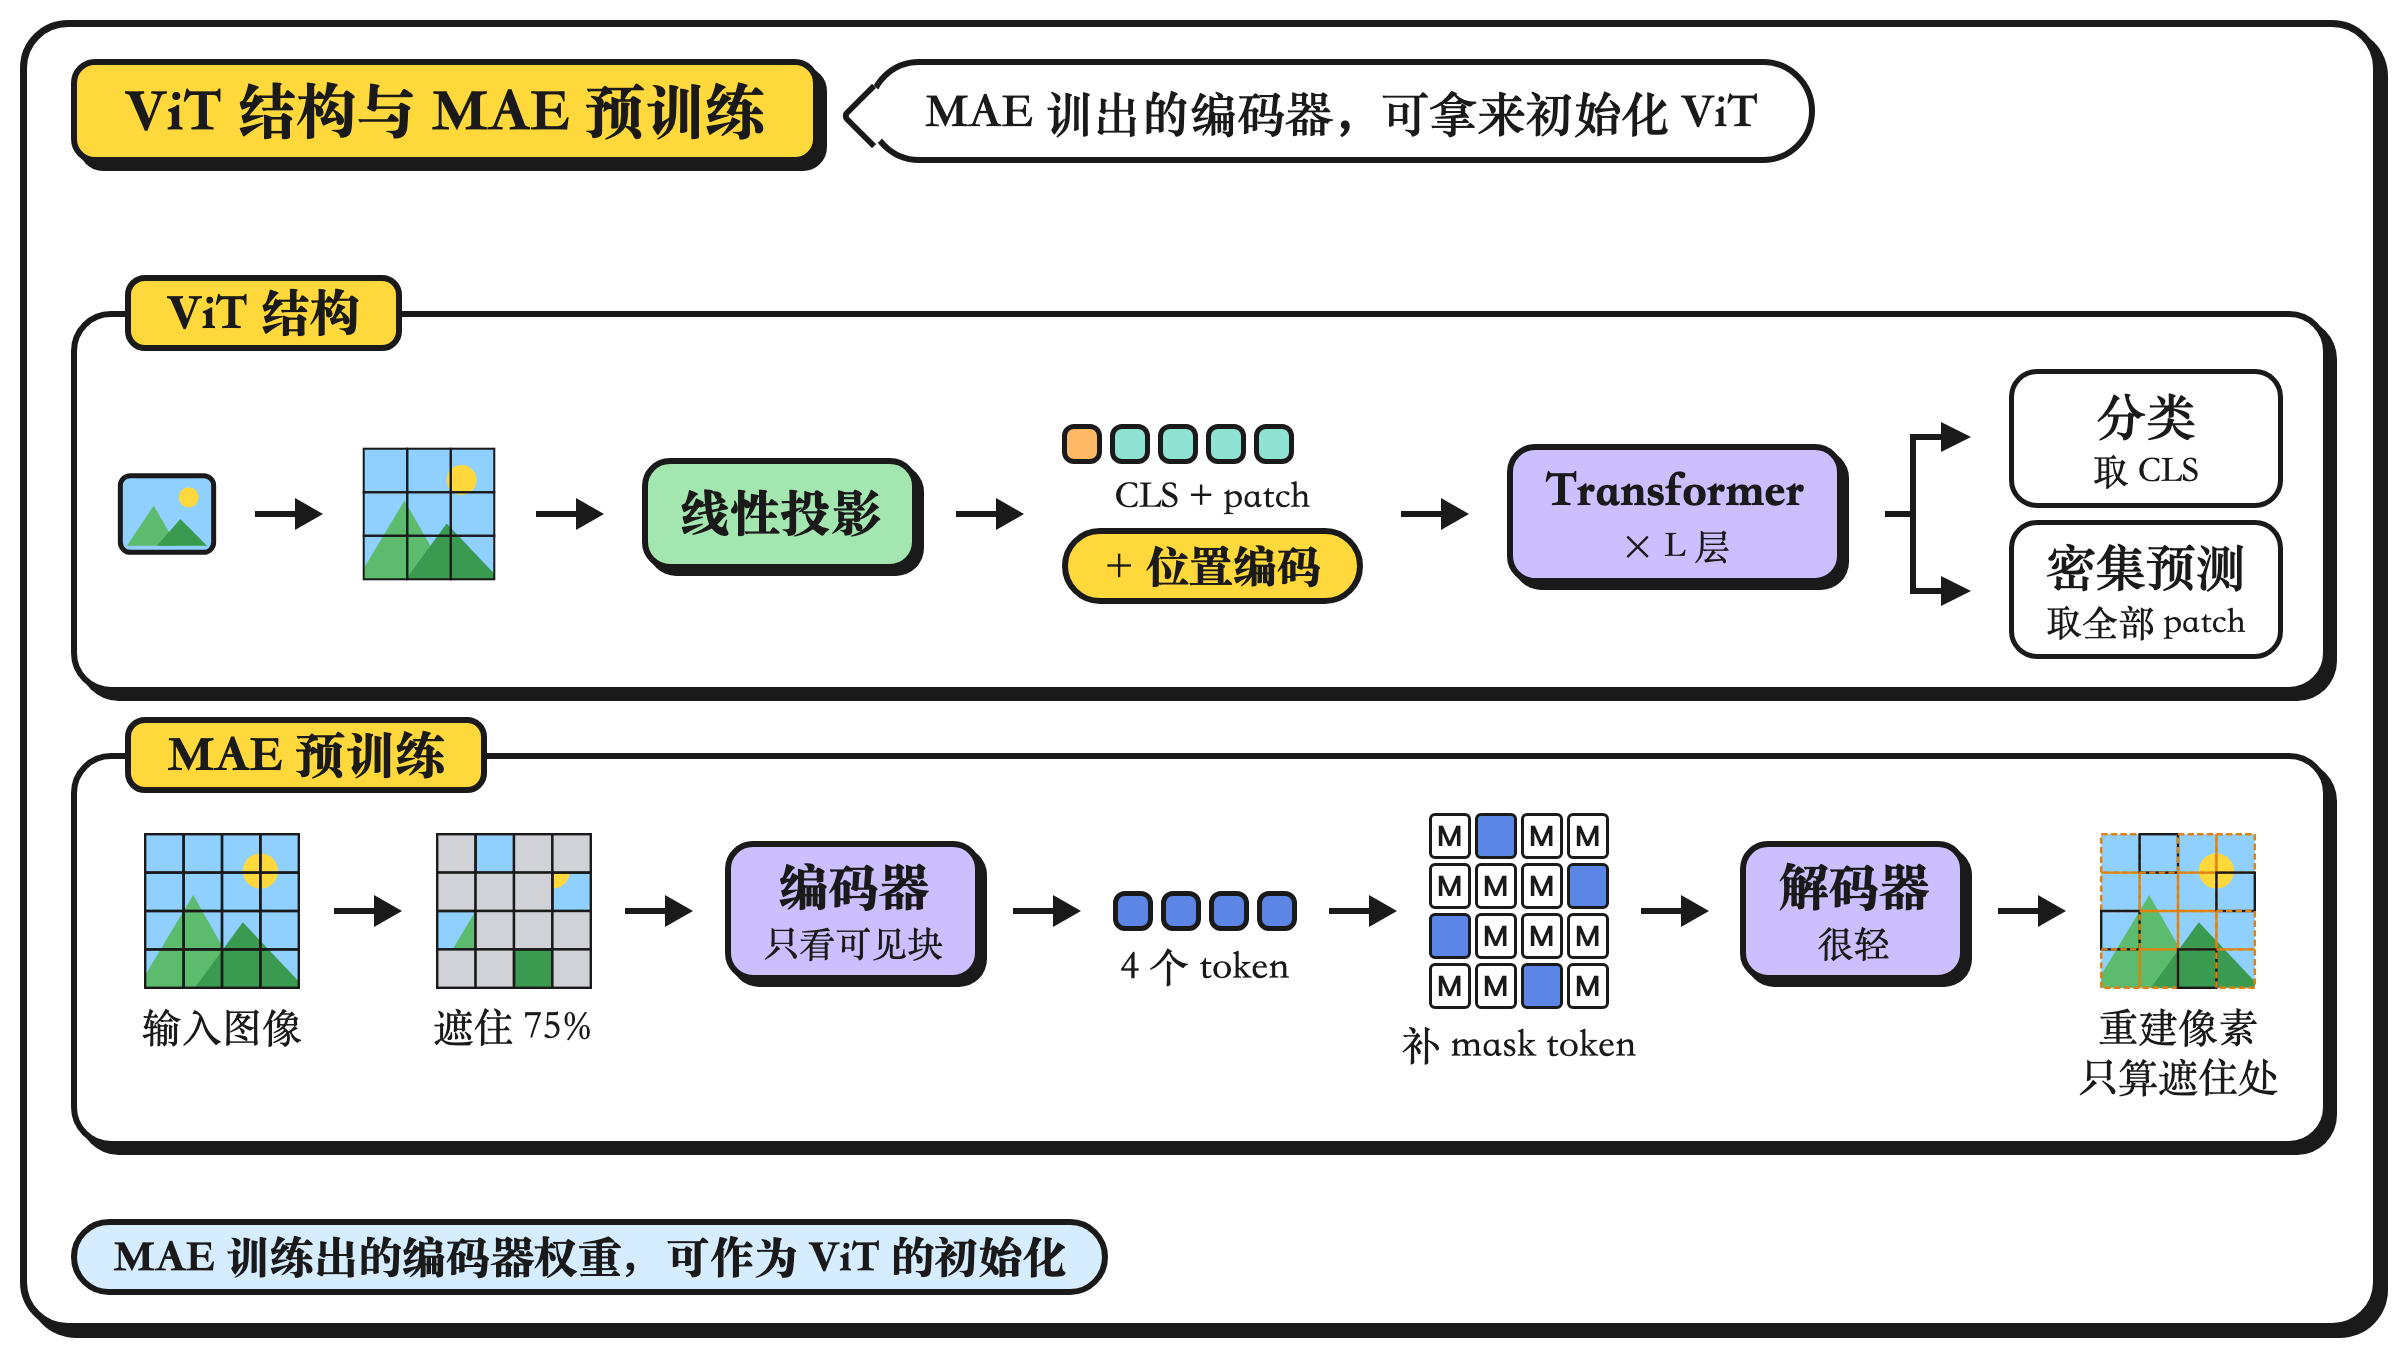 ViT 结构与 MAE 预训练
MAE 训出的编码器，可拿来初始化 ViT
ViT 结构
线性投影
CLS + patch
+ 位置编码
Transformer
× L 层
分类
取 CLS
密集预测
取全部 patch
MAE 预训练
输入图像
遮住 75%
编码器
只看可见块
4 个 token
M M M
M M M
M M M
M M M
补 mask token
解码器
很轻
重建像素
只算遮住处
MAE 训练出的编码器权重，可作为 ViT 的初始化